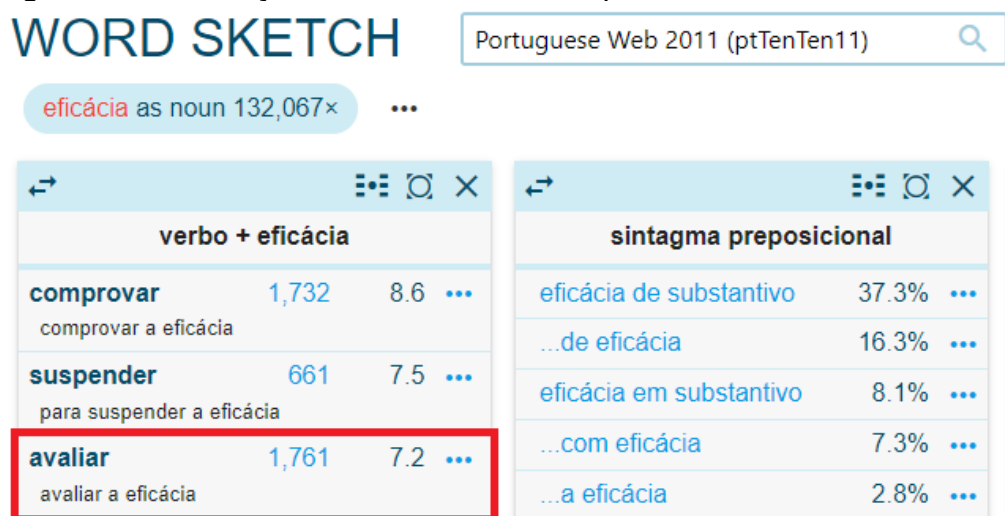 WORD SKETCH
Portuguese Web 2011 (ptTenTen11)
eficácia as noun 132,067×
verbo + eficácia
comprovar 1,732 8.6
comprovar a eficácia
suspender 661 7.5
para suspender a eficácia
avaliar 1,761 7.2
avaliar a eficácia
sintagma preposicional
eficácia de substantivo 37.3%
...de eficácia 16.3%
eficácia em substantivo 8.1%
...com eficácia 7.3%
...a eficácia 2.8%